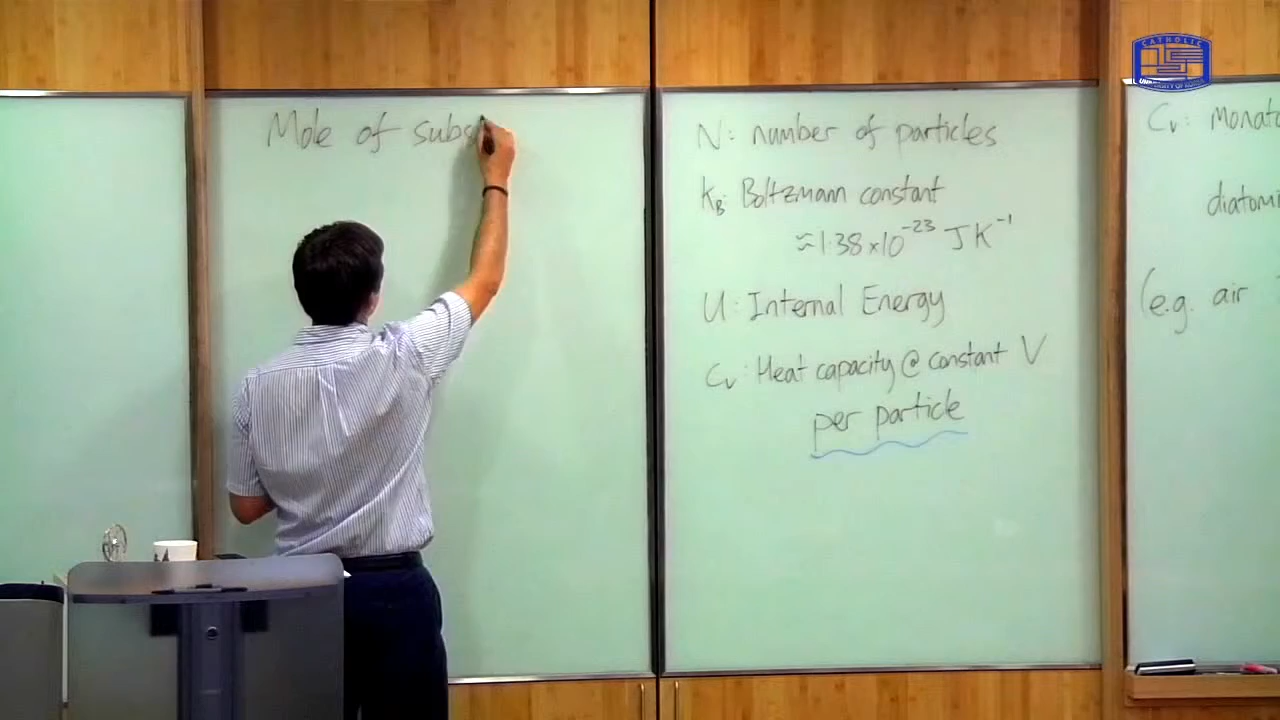 Mole of subs
N: number of particles
kB: Boltzmann constant
≈1.38×10⁻²³ JK⁻¹
U: Internal Energy
Cv: Heat capacity @ constant V
per particle
Cv: monato
diatomi
(e.g. air
CATHOLIC